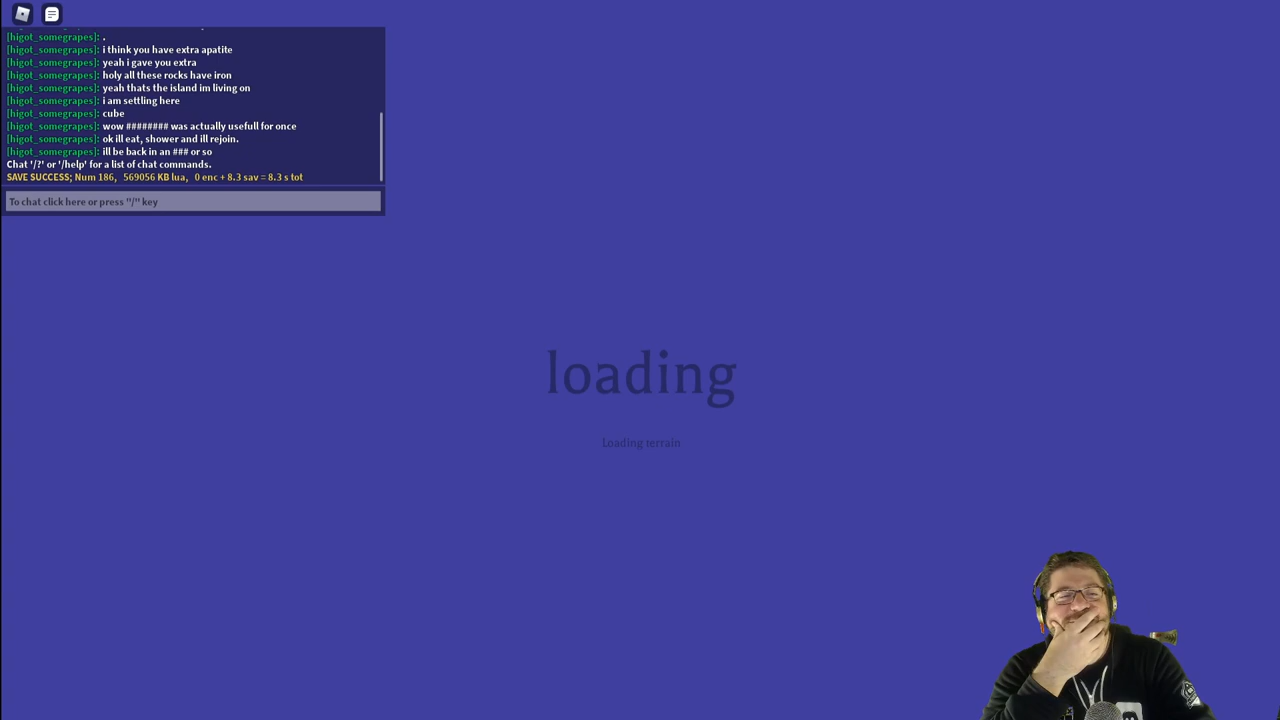 [higot_somegrapes]: .
[higot_somegrapes]: i think you have extra apatite
[higot_somegrapes]: yeah i gave you extra
[higot_somegrapes]: holy all these rocks have iron
[higot_somegrapes]: yeah thats the island im living on
[higot_somegrapes]: i am settling here
[higot_somegrapes]: cube
[higot_somegrapes]: wow ######## was actually usefull for once
[higot_somegrapes]: ok ill eat, shower and ill rejoin.
[higot_somegrapes]: ill be back in an ### or so
Chat '/?' or '/help' for a list of chat commands.
SAVE SUCCESS; Num 186, 569056 KB lua, 0 enc + 8.3 sav = 8.3 s tot
To chat click here or press "/" key
loading
Loading terrain